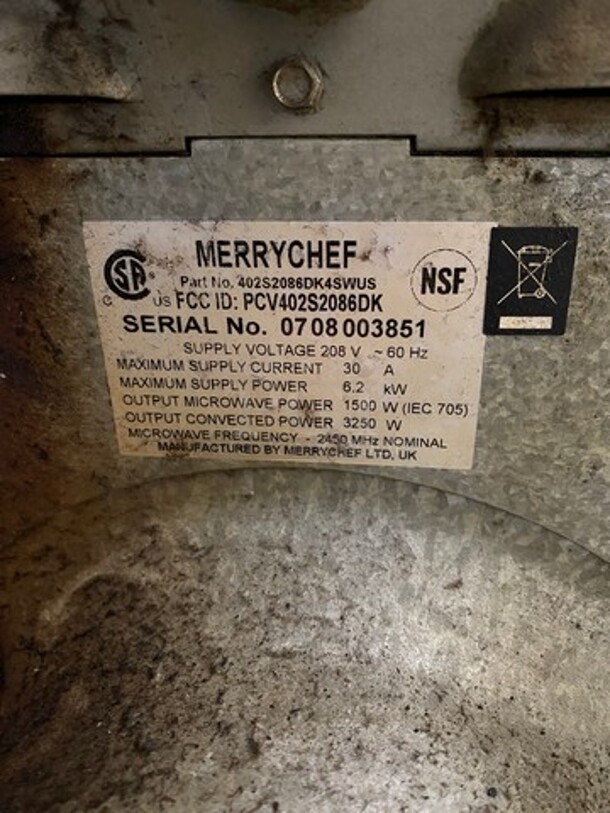 MERRYCHEF
SA
Part No. 402S2086DK4SWUS
NSF
C US FCC ID: PCV402S2086DK
SERIAL No. 0708003851
SUPPLY VOLTAGE 208 V ~ 60 Hz
MAXIMUM SUPPLY CURRENT 30 A
MAXIMUM SUPPLY POWER 6.2 kW
OUTPUT MICROWAVE POWER 1500 W (IEC 705)
OUTPUT CONVECTED POWER 3250 W
MICROWAVE FREQUENCY - 2450 MHz NOMINAL
MANUFACTURED BY MERRYCHEF LTD, UK